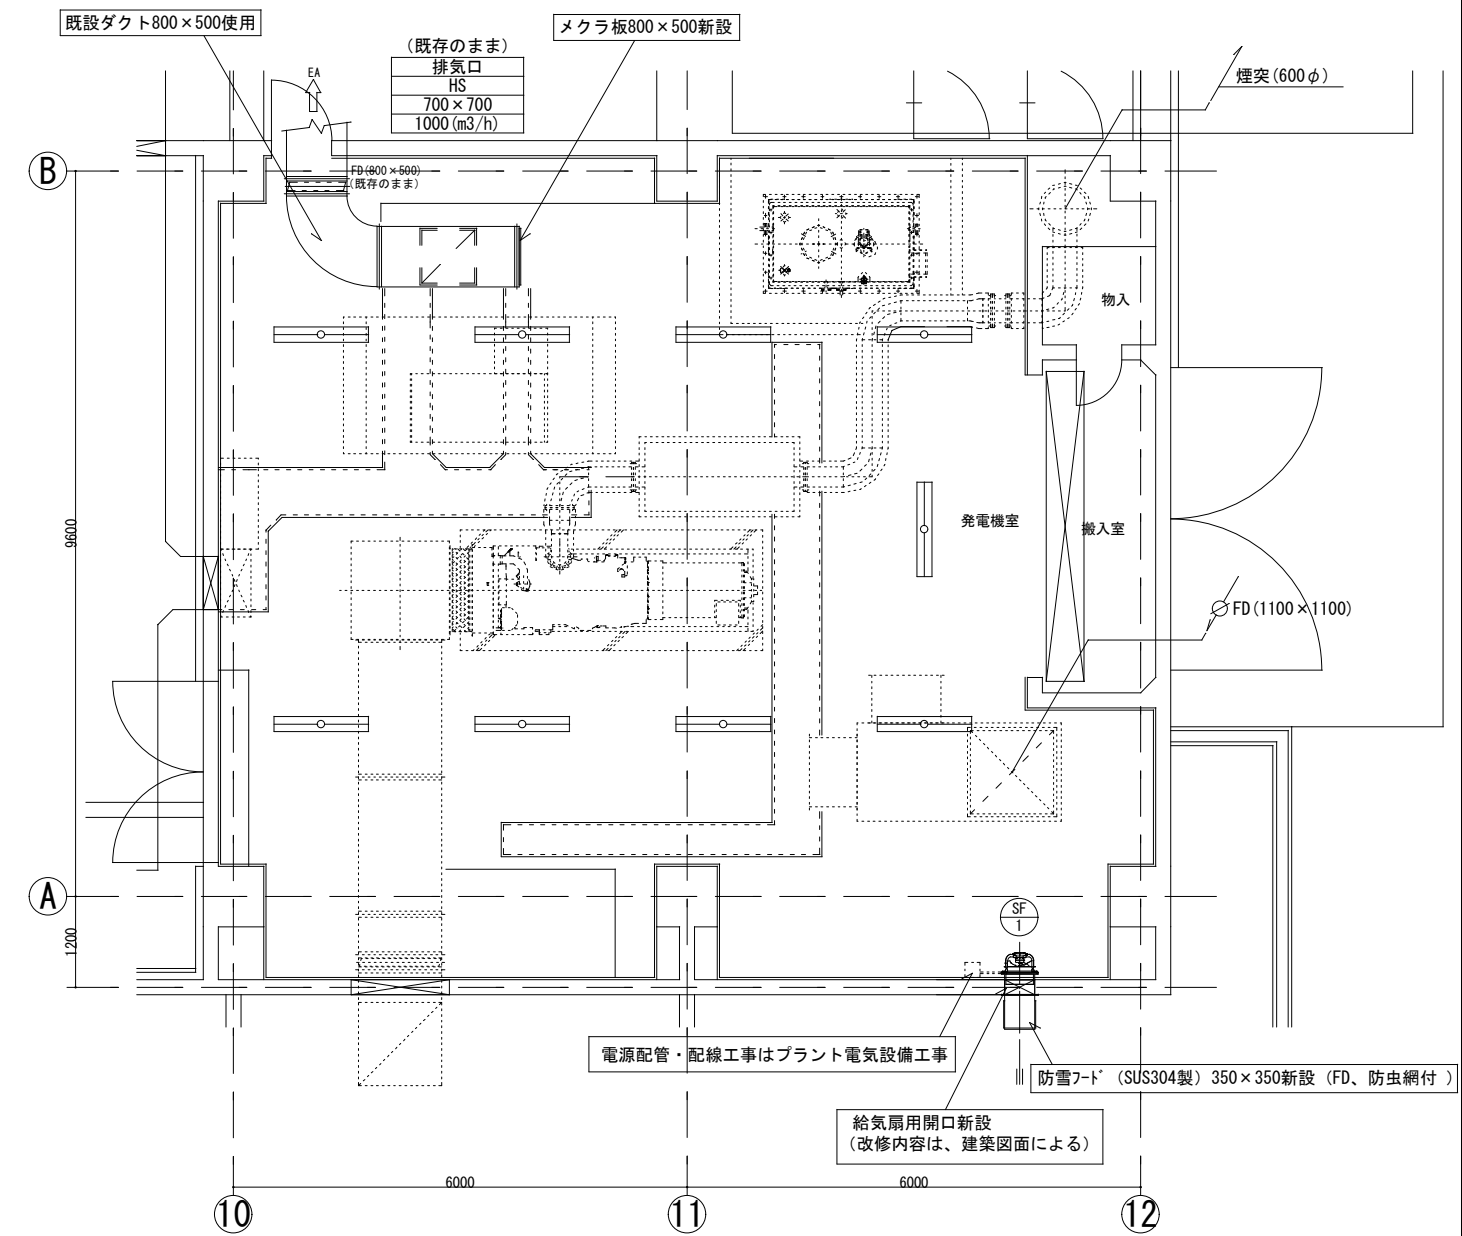 既設ダクト800×500使用
メクラ板800×500新設
(既存のまま)
排気口
HS
700×700
1000(m3/h)
EA
煙突(600φ)
FD(800×500)
(既存のまま)
B
物入
発電機室
搬入室
9600
FD(1100×1100)
A
SF
1
1200
電源配管・配線工事はプラント電気設備工事
防雪ﾌｰﾄﾞ(SUS304製)350×350新設(FD、防虫網付 )
給気扇用開口新設
(改修内容は、建築図面による)
6000
6000
10
11
12